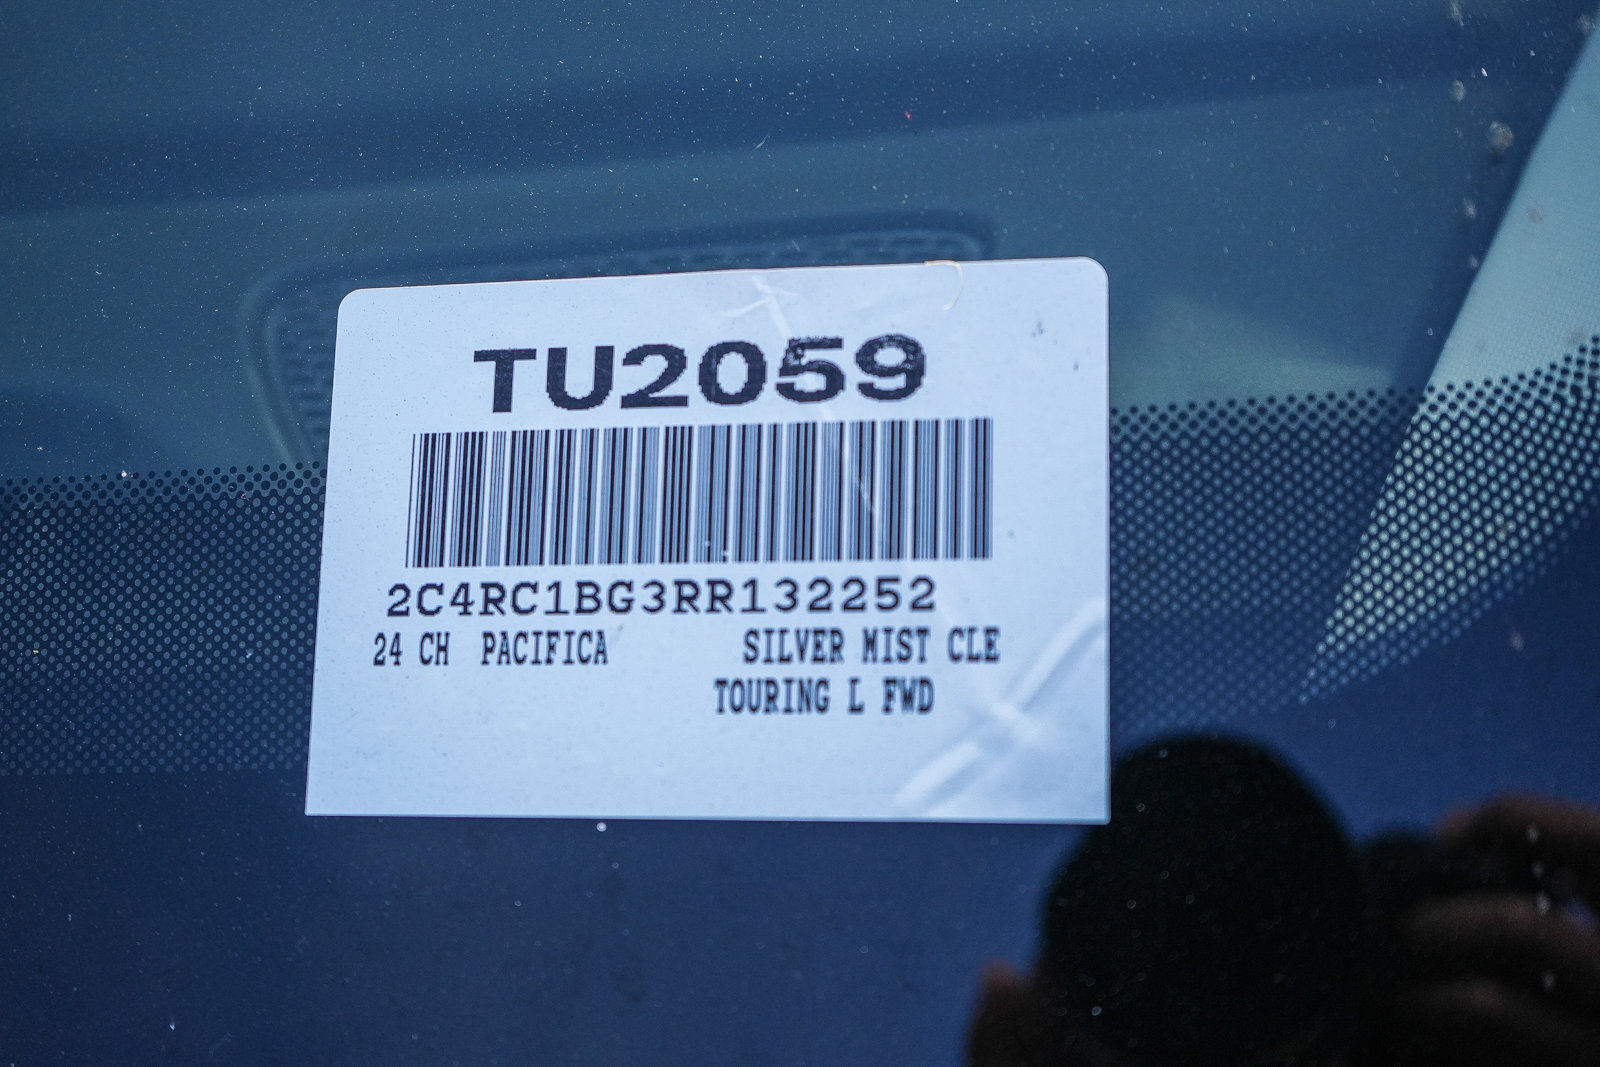 TU2059
2C4RC1BG3RR132252
24 CH PACIFICA SILVER MIST CLE
TOURING L FWD